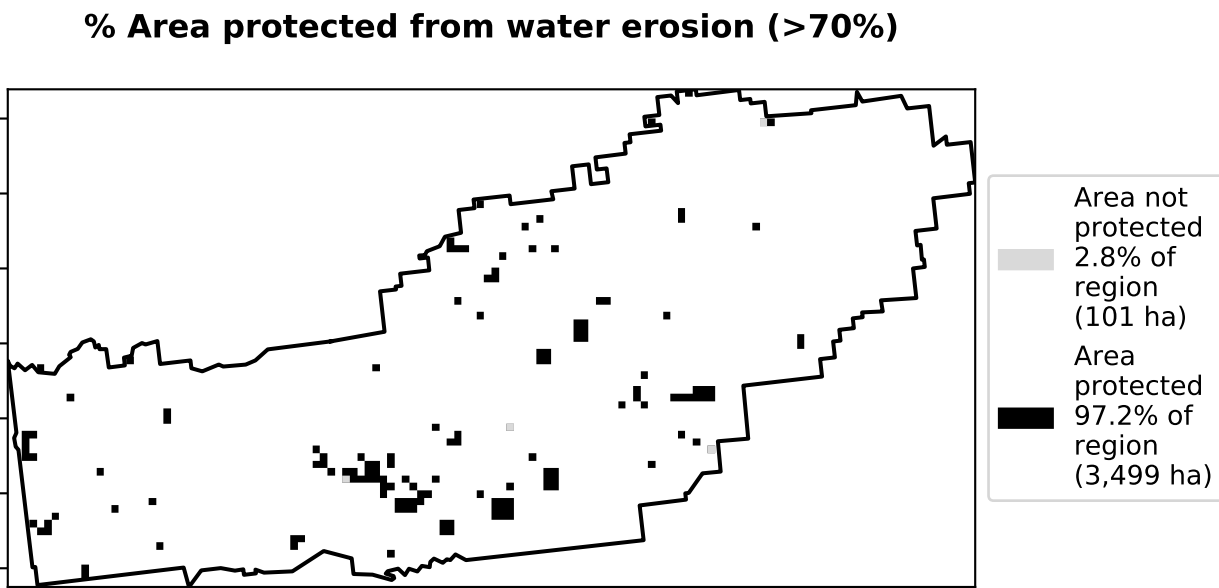 % Area protected from water erosion (>70%)
Area not
protected
2.8% of
region
(101 ha)
Area
protected
97.2% of
region
(3,499 ha)